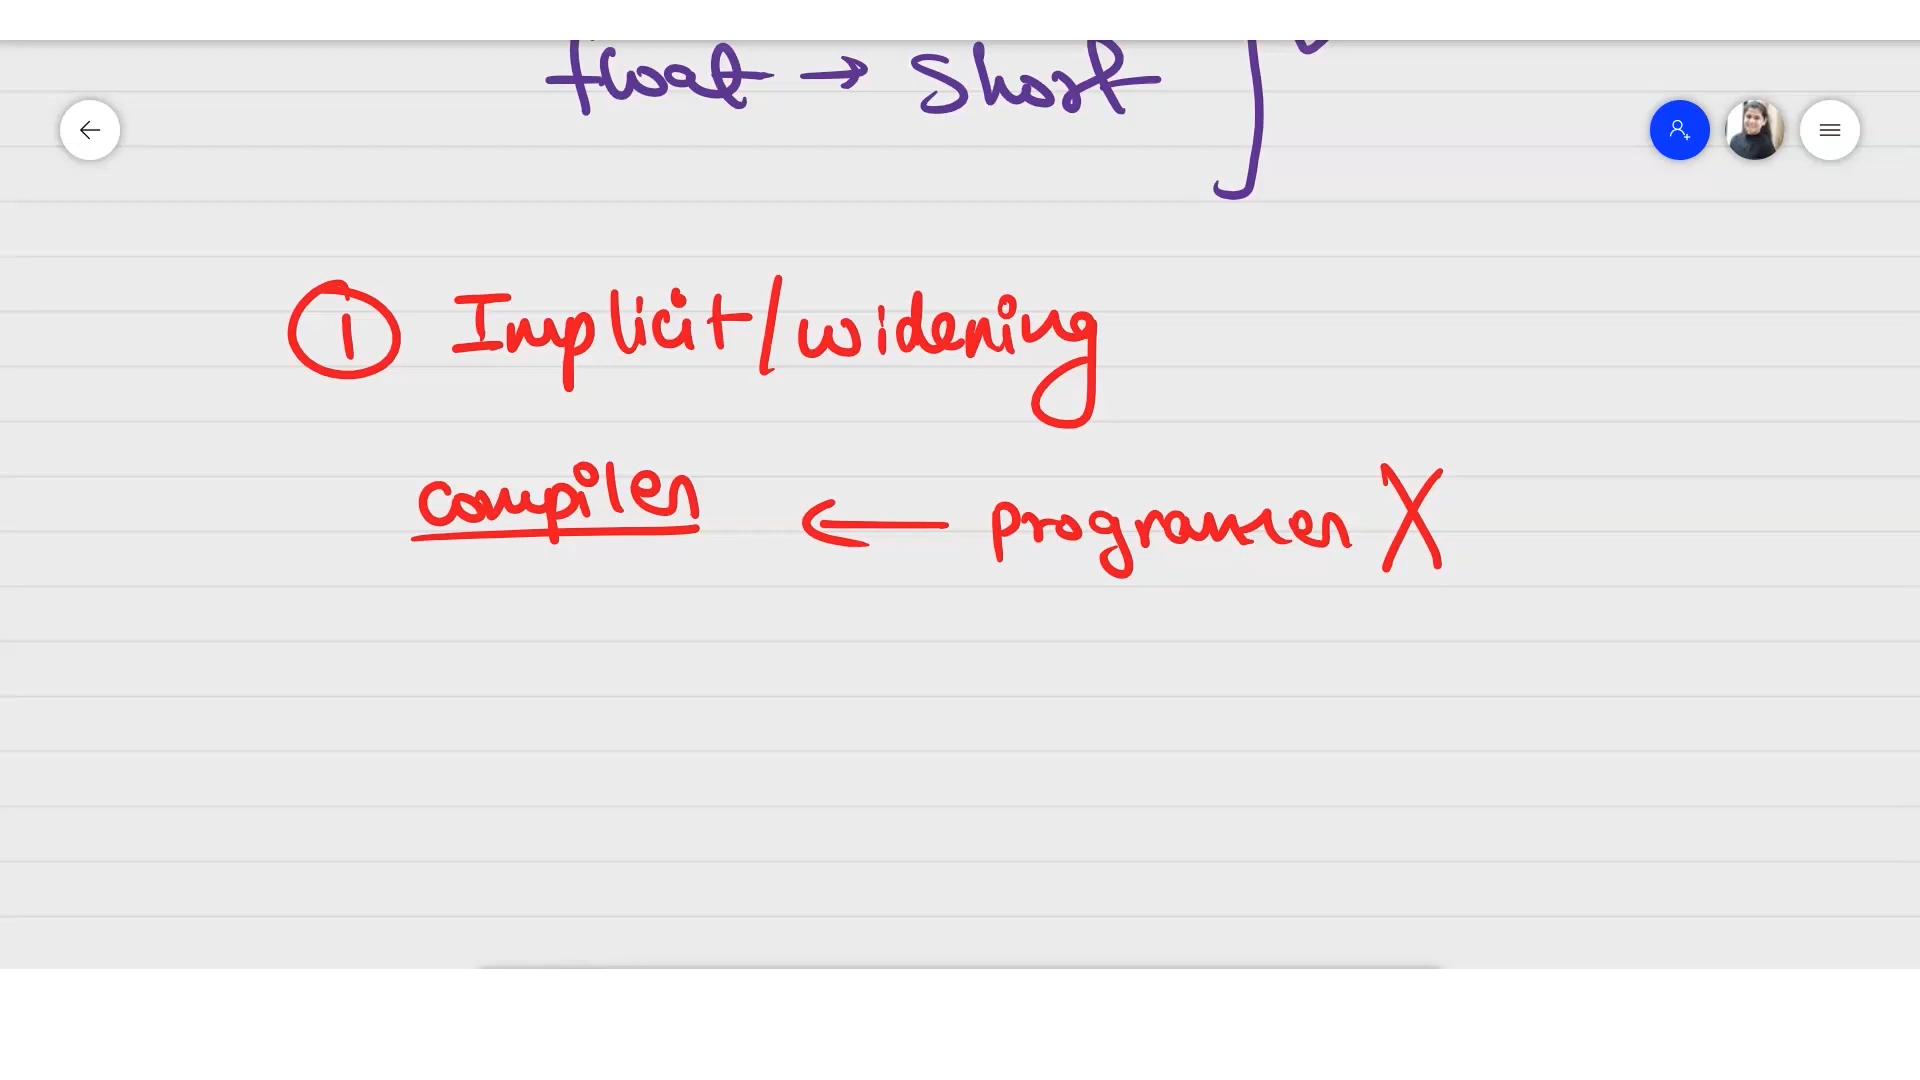 float → short
① Implicit/widening
compiler ← programmer X